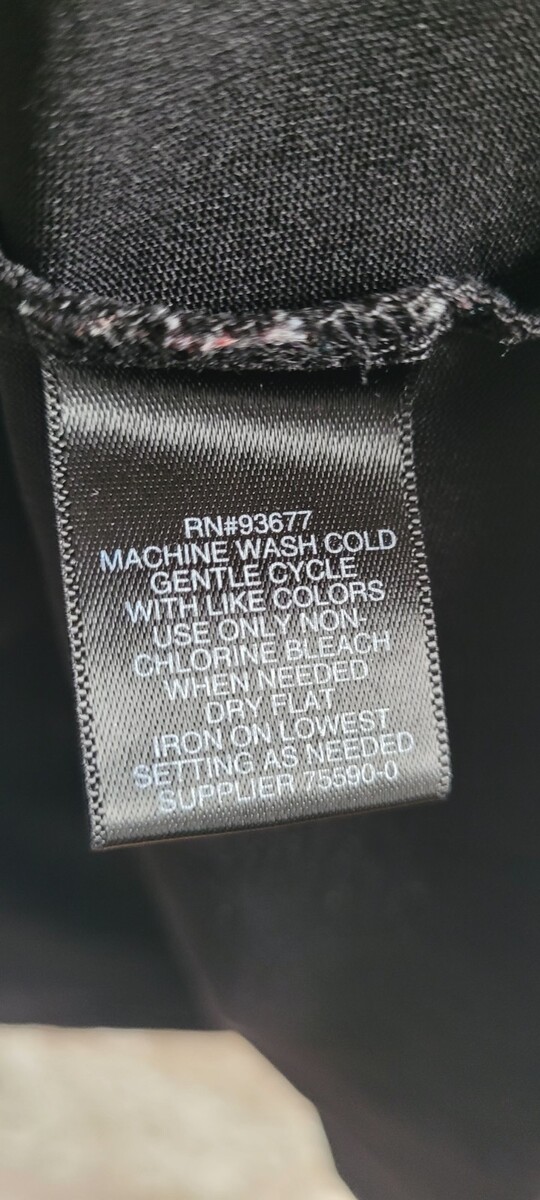 RN#93677
MACHINE WASH COLD
GENTLE CYCLE
WITH LIKE COLORS
USE ONLY NON-
CHLORINE BLEACH
WHEN NEEDED
DRY FLAT
IRON ON LOWEST
SETTING AS NEEDED
SUPPLIER 75590-0